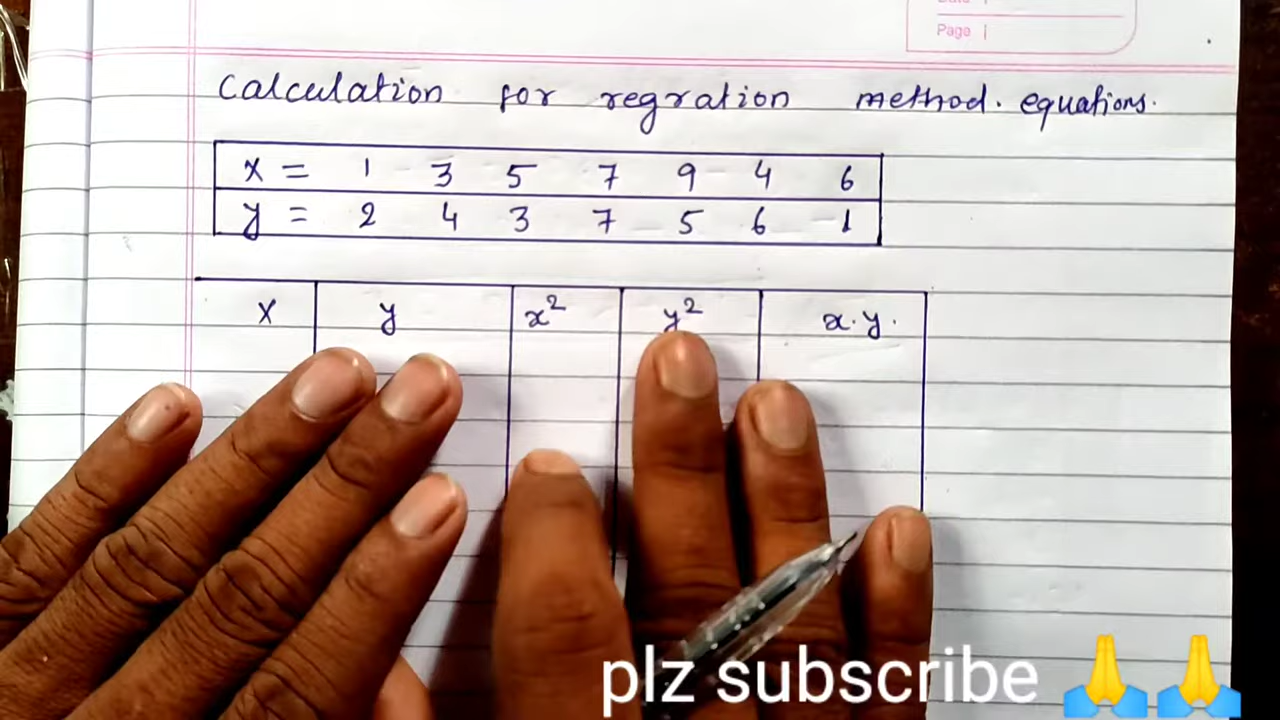 Page |
Calculation for regration method. equations.
x = 1 3 5 7 9 4 6
y = 2 4 3 7 5 6 1
x y x² y² x.y.
plz subscribe 🙏 🙏